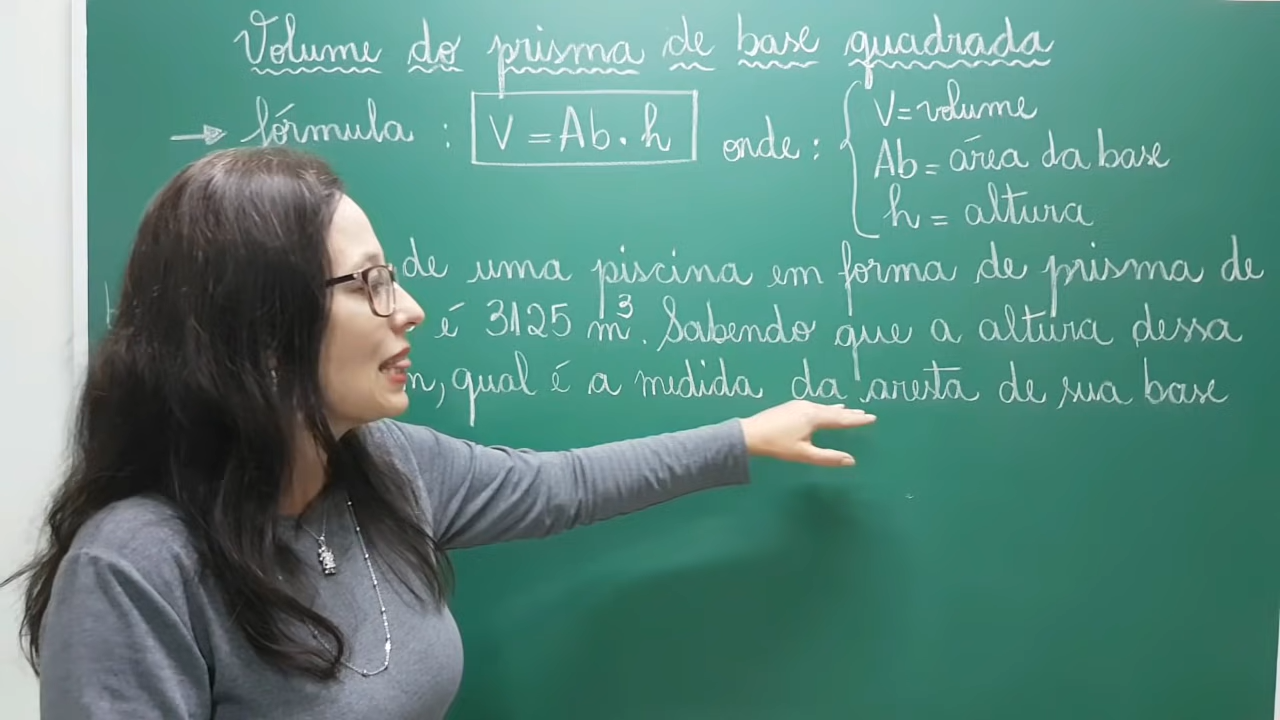 Volume do prisma de base quadrada
fórmula : V = Ab . h onde : V = volume
Ab = área da base
h = altura
de uma piscina em forma de prisma de
é 3125 m³. Sabendo que a altura dessa
qual é a medida da aresta de sua base